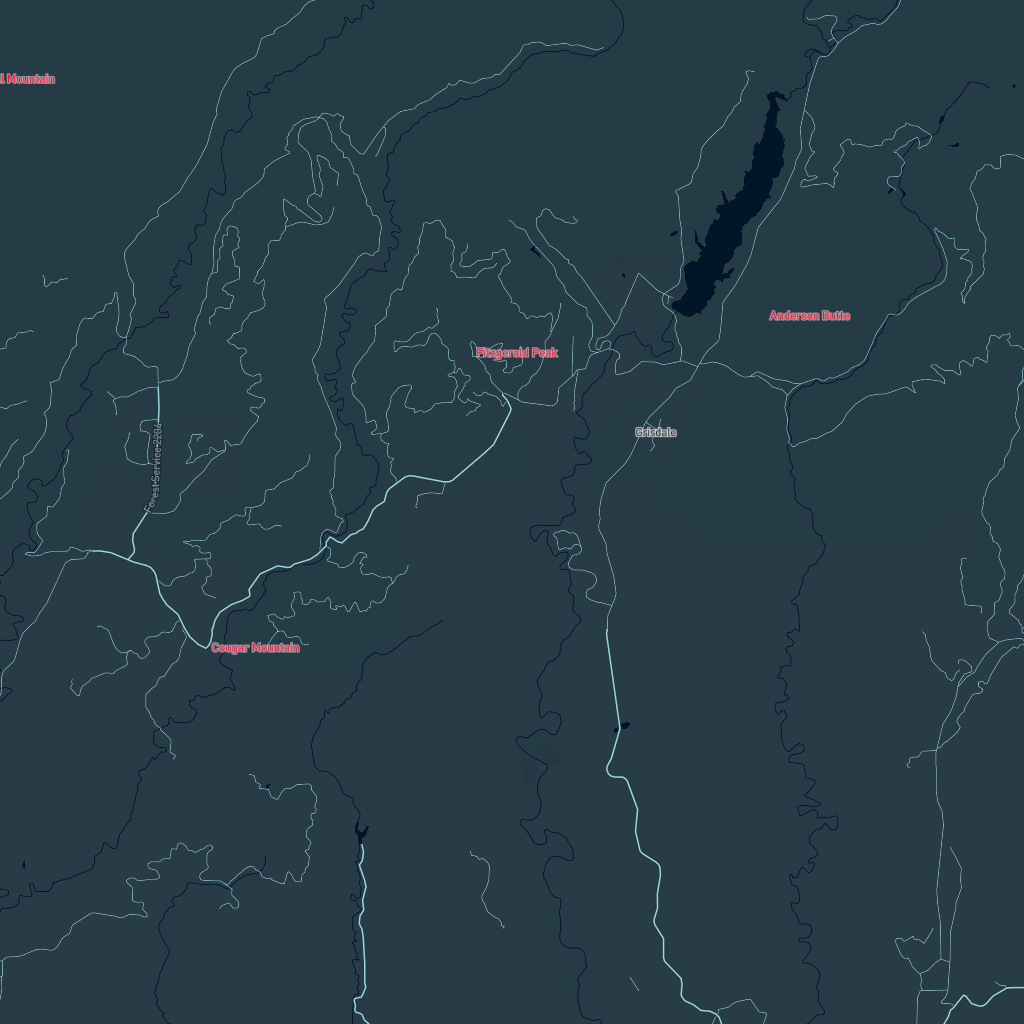 l Mountain
Anderson Butte
Fitzgerald Peak
Grisdale
Forest Service 2204
Cougar Mountain